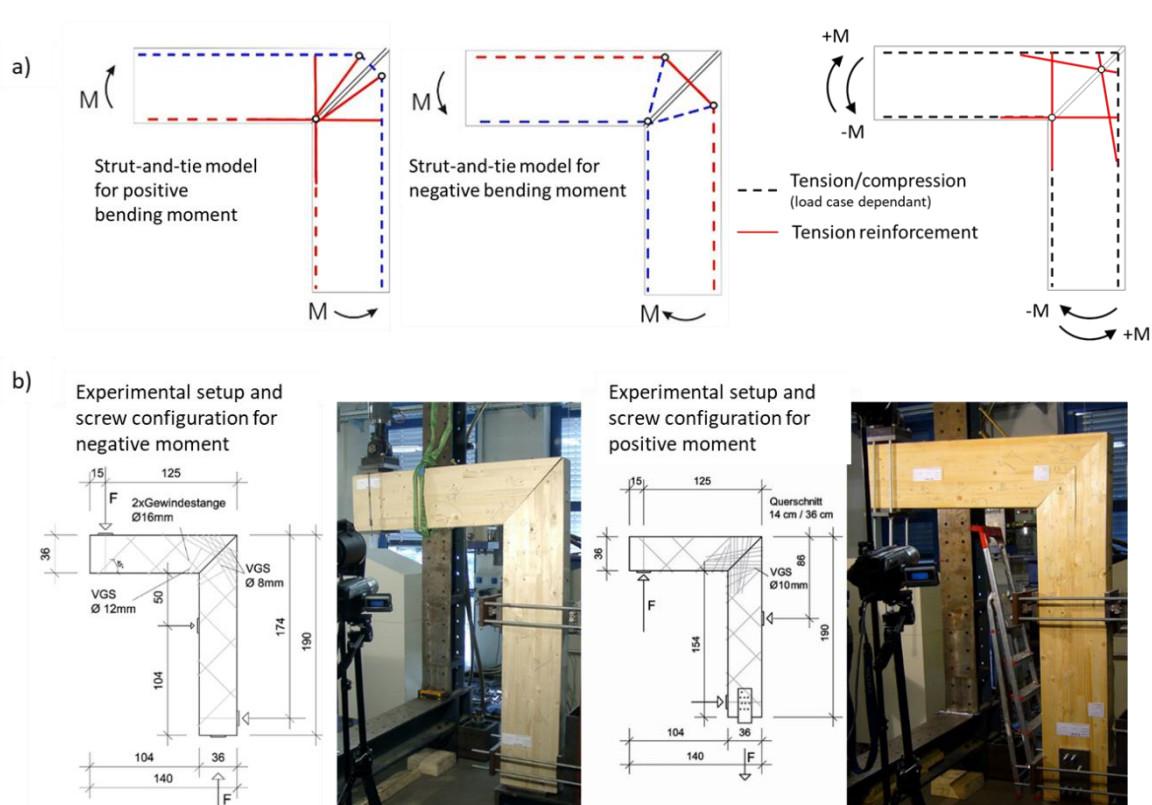 a)
M
Strut-and-tie model
for positive
bending moment
M
M
Strut-and-tie model for
negative bending moment
M
+M
-M
Tension/compression
(load case dependant)
Tension reinforcement
-M
+M
b)
Experimental setup and
screw configuration for
negative moment
15
125
F
2xGewindestange
Ø16mm
36
VGS
Ø 8mm
VGS
Ø 12mm
50
104
174
190
104
36
140
F
Experimental setup and
screw configuration for
positive moment
15
125
Querschnitt
14 cm / 36 cm
36
VGS
Ø10mm
86
F
154
190
104
36
140
F